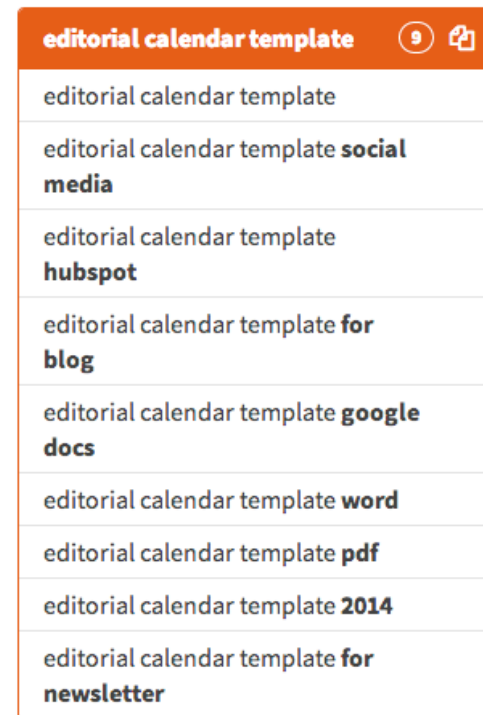 editorial calendar template 9
editorial calendar template
editorial calendar template social
media
editorial calendar template
hubspot
editorial calendar template for
blog
editorial calendar template google
docs
editorial calendar template word
editorial calendar template pdf
editorial calendar template 2014
editorial calendar template for
newsletter